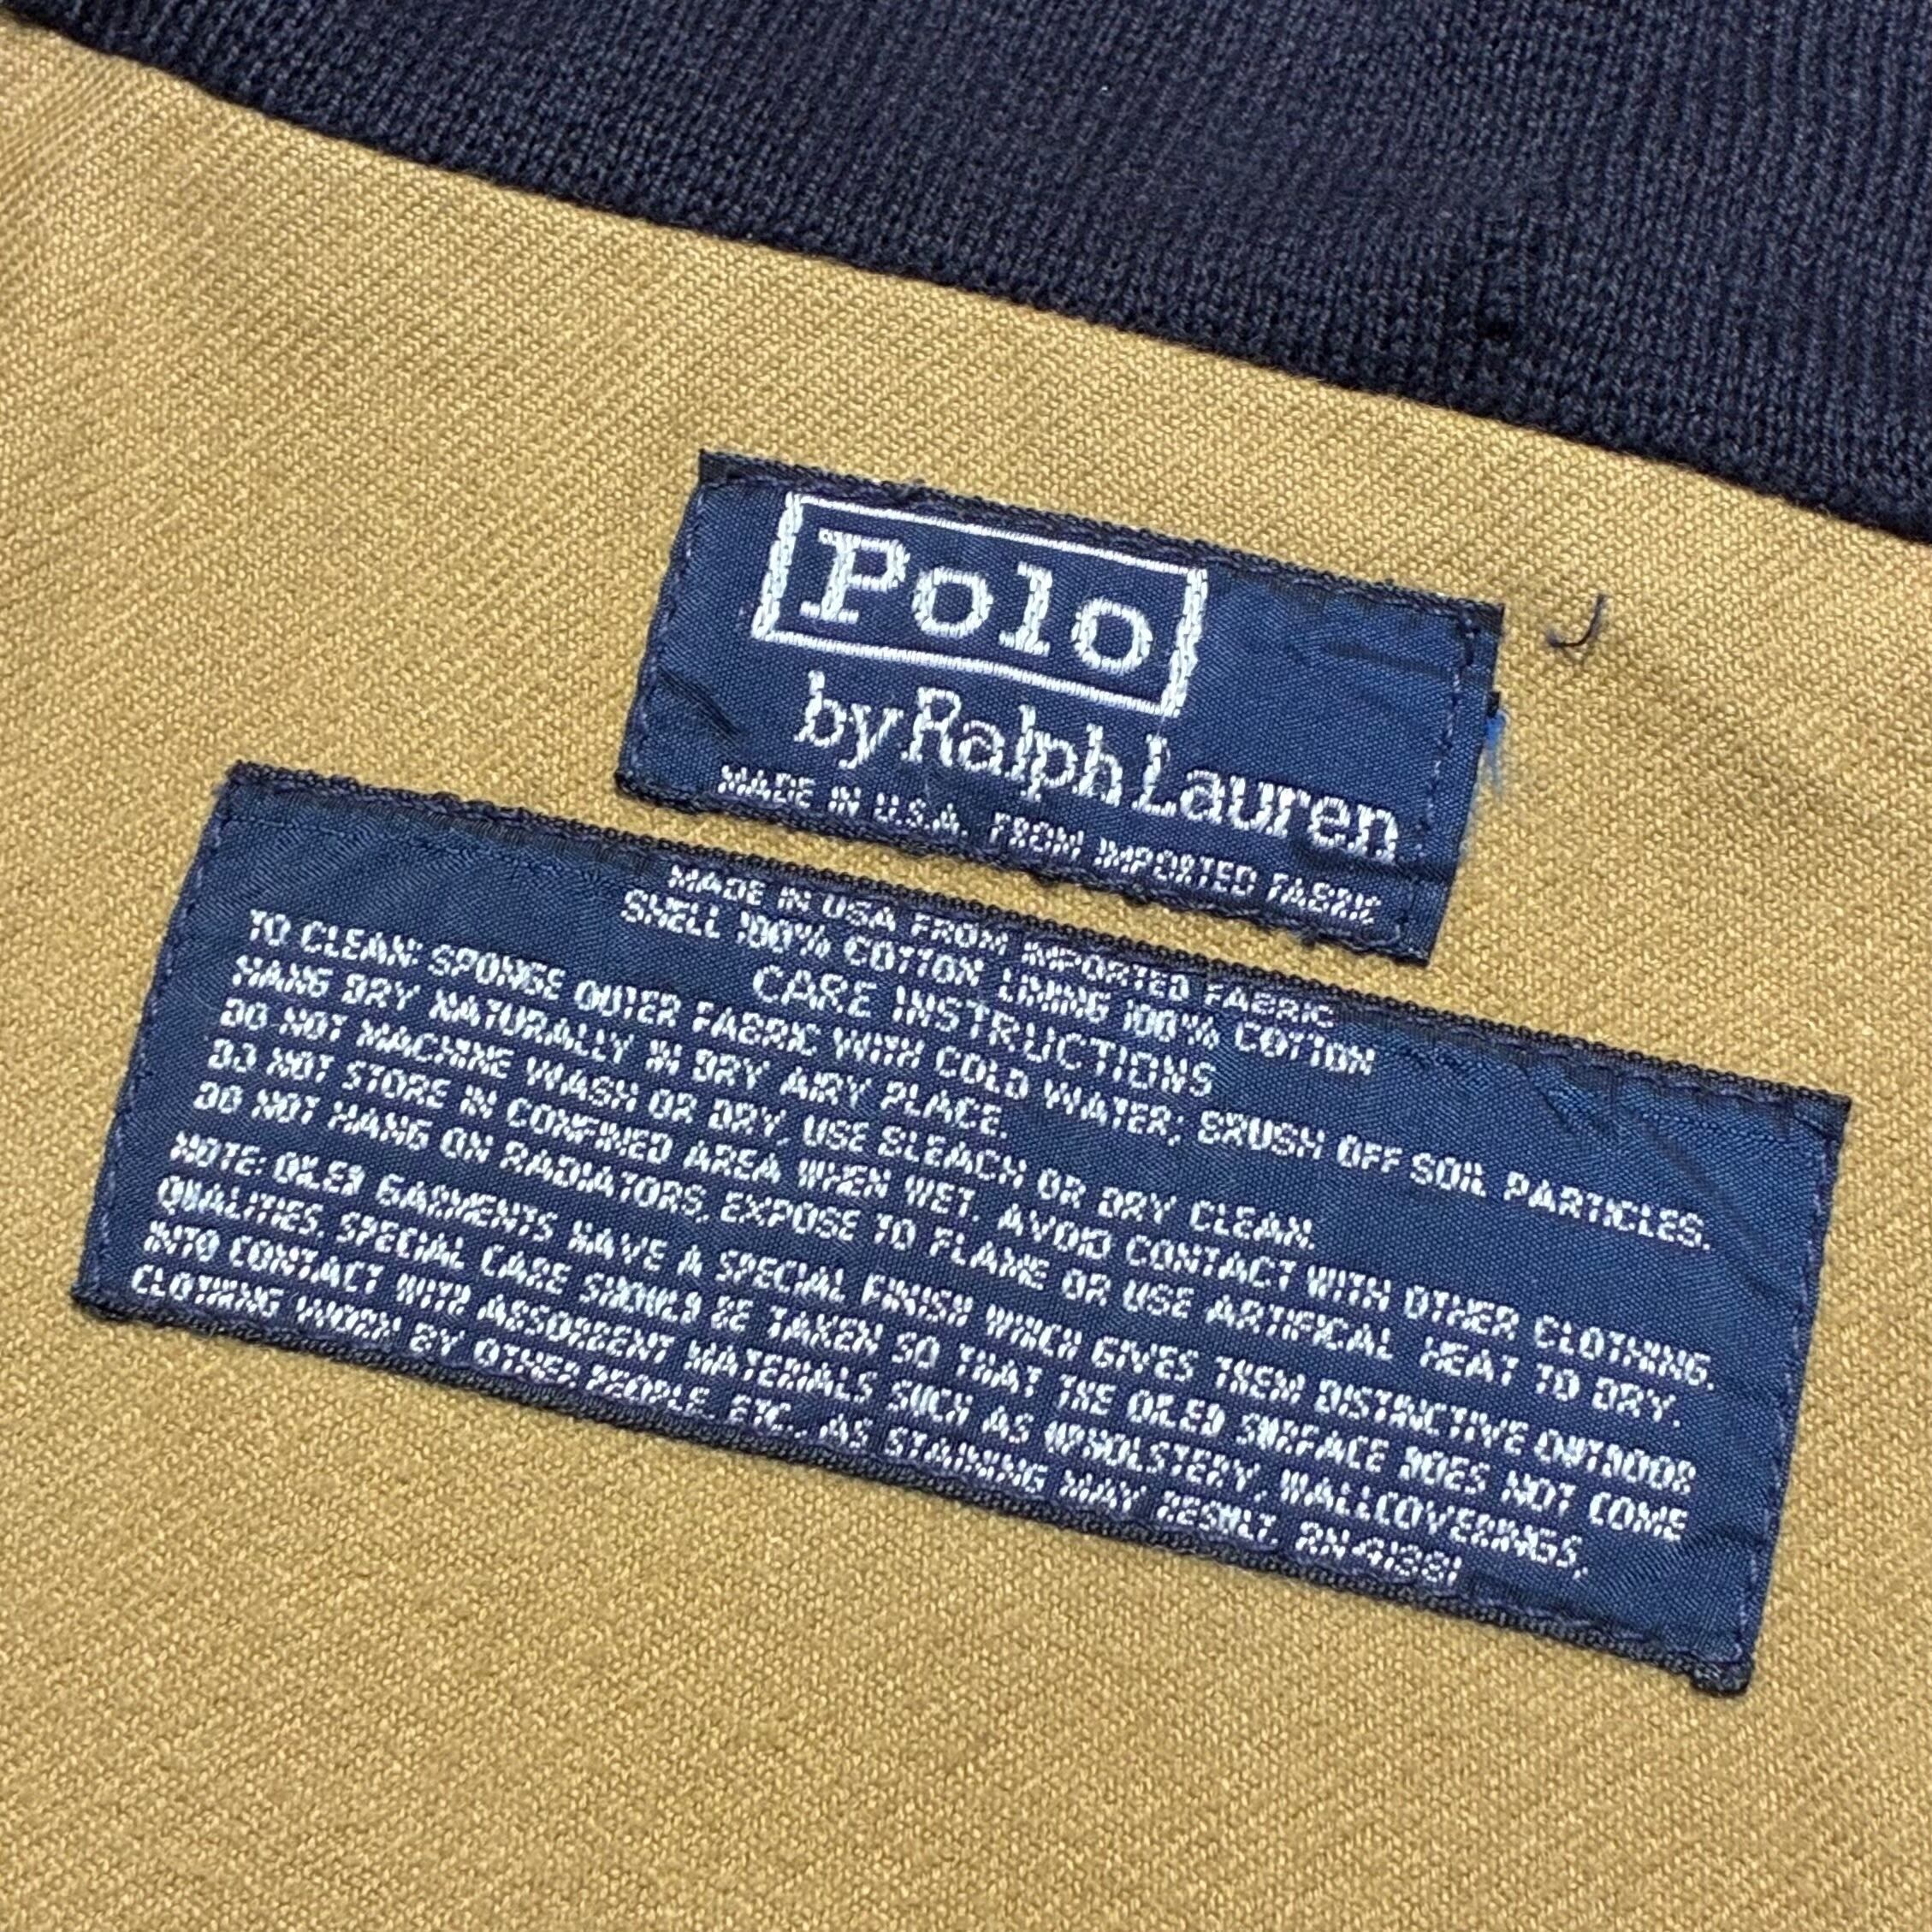 Polo
by Ralph Lauren
MADE IN U.S.A. FROM IMPORTED FABRIC
MADE IN USA FROM IMPORTED FABRIC
SHELL 100% COTTON LINING 100% COTTON
CARE INSTRUCTIONS
TO CLEAN: SPONGE OUTER FABRIC WITH COLD WATER; BRUSH OFF SOIL PARTICLES.
HANG DRY NATURALLY IN DRY AIRY PLACE.
DO NOT MACHINE WASH OR DRY, USE BLEACH OR DRY CLEAN.
DO NOT STORE IN CONFINED AREA WHEN WET. AVOID CONTACT WITH OTHER CLOTHING.
DO NOT HANG ON RADIATORS, EXPOSE TO FLAME OR USE ARTIFICAL HEAT TO DRY.
NOTE: OILED GARMENTS HAVE A SPECIAL FINISH WHICH GIVES THEM DISTINCTIVE OUTDOOR
QUALITIES. SPECIAL CARE SHOULD BE TAKEN SO THAT THE OILED SURFACE DOES NOT COME
INTO CONTACT WITH ABSORBENT MATERIALS SUCH AS UPHOLSTERY, WALLCOVERINGS,
CLOTHING WORN BY OTHER PEOPLE, ETC., AS STAINING MAY RESULT. RN-41381